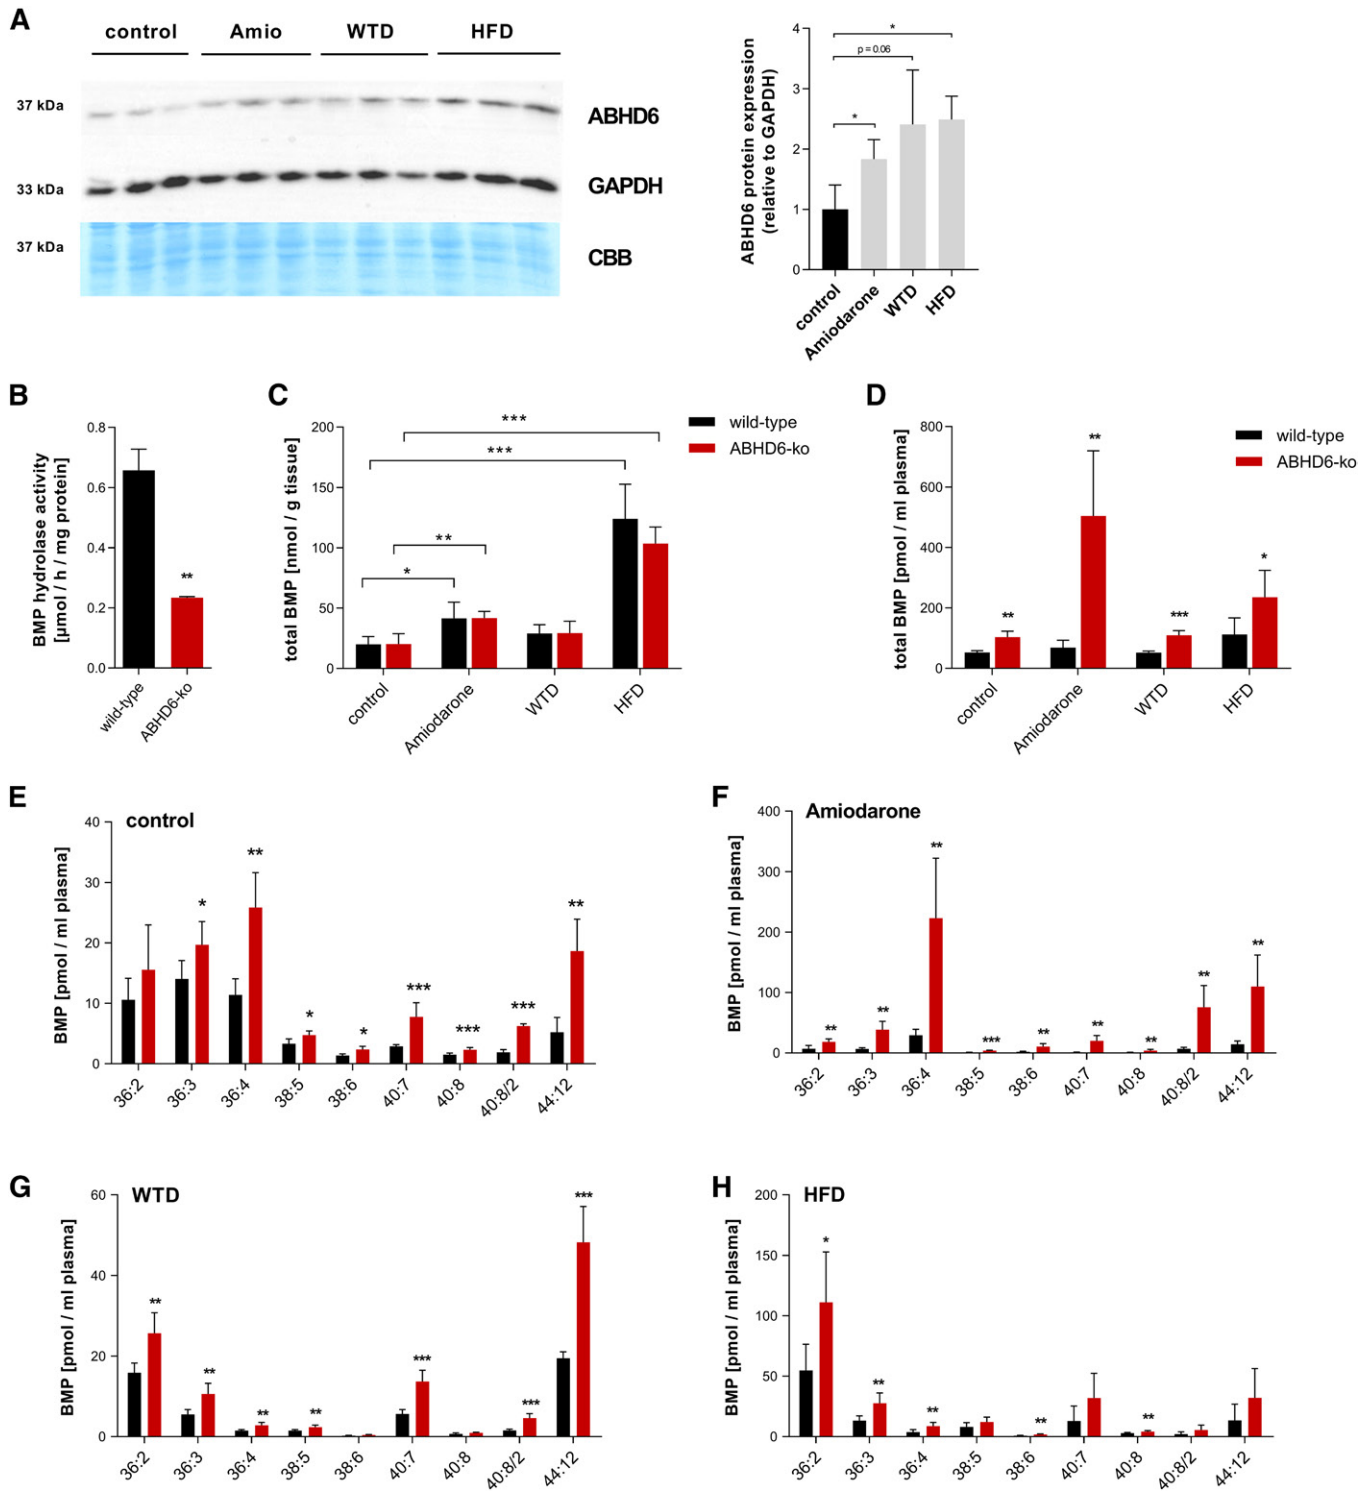 A
control Amio WTD HFD
37 kDa
ABHD6
33 kDa
GAPDH
37 kDa
CBB
ABHD6 protein expression
(relative to GAPDH)
4
3
2
1
0
*
p = 0.06
*
control
Amiodarone
WTD
HFD
B
BMP hydrolase activity
[µmol / h / mg protein]
0.8
0.6
0.4
0.2
0.0
**
wild-type
ABHD6-ko
C
total BMP [nmol / g tissue]
200
150
100
50
0
***
***
**
*
control
Amiodarone
WTD
HFD
wild-type
ABHD6-ko
D
total BMP [pmol / ml plasma]
800
600
400
200
0
**
**
***
*
control
Amiodarone
WTD
HFD
wild-type
ABHD6-ko
E
control
BMP [pmol / ml plasma]
40
30
20
10
0
*
**
*
*
***
***
***
**
36:2
36:3
36:4
38:5
38:6
40:7
40:8
40:8/2
44:12
F
Amiodarone
BMP [pmol / ml plasma]
400
300
200
100
0
**
**
**
***
**
**
**
**
**
36:2
36:3
36:4
38:5
38:6
40:7
40:8
40:8/2
44:12
G
WTD
BMP [pmol / ml plasma]
60
40
20
0
**
**
**
**
***
***
***
36:2
36:3
36:4
38:5
38:6
40:7
40:8
40:8/2
44:12
H
HFD
BMP [pmol / ml plasma]
200
150
100
50
0
*
**
**
**
**
36:2
36:3
36:4
38:5
38:6
40:7
40:8
40:8/2
44:12